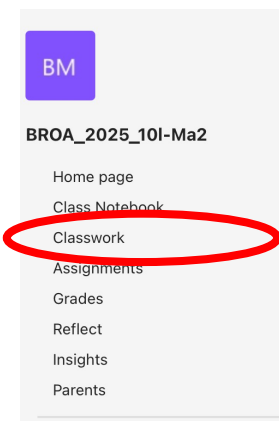 BM
BROA_2025_10I-Ma2
Home page
Class Notebook
Classwork
Assignments
Grades
Reflect
Insights
Parents